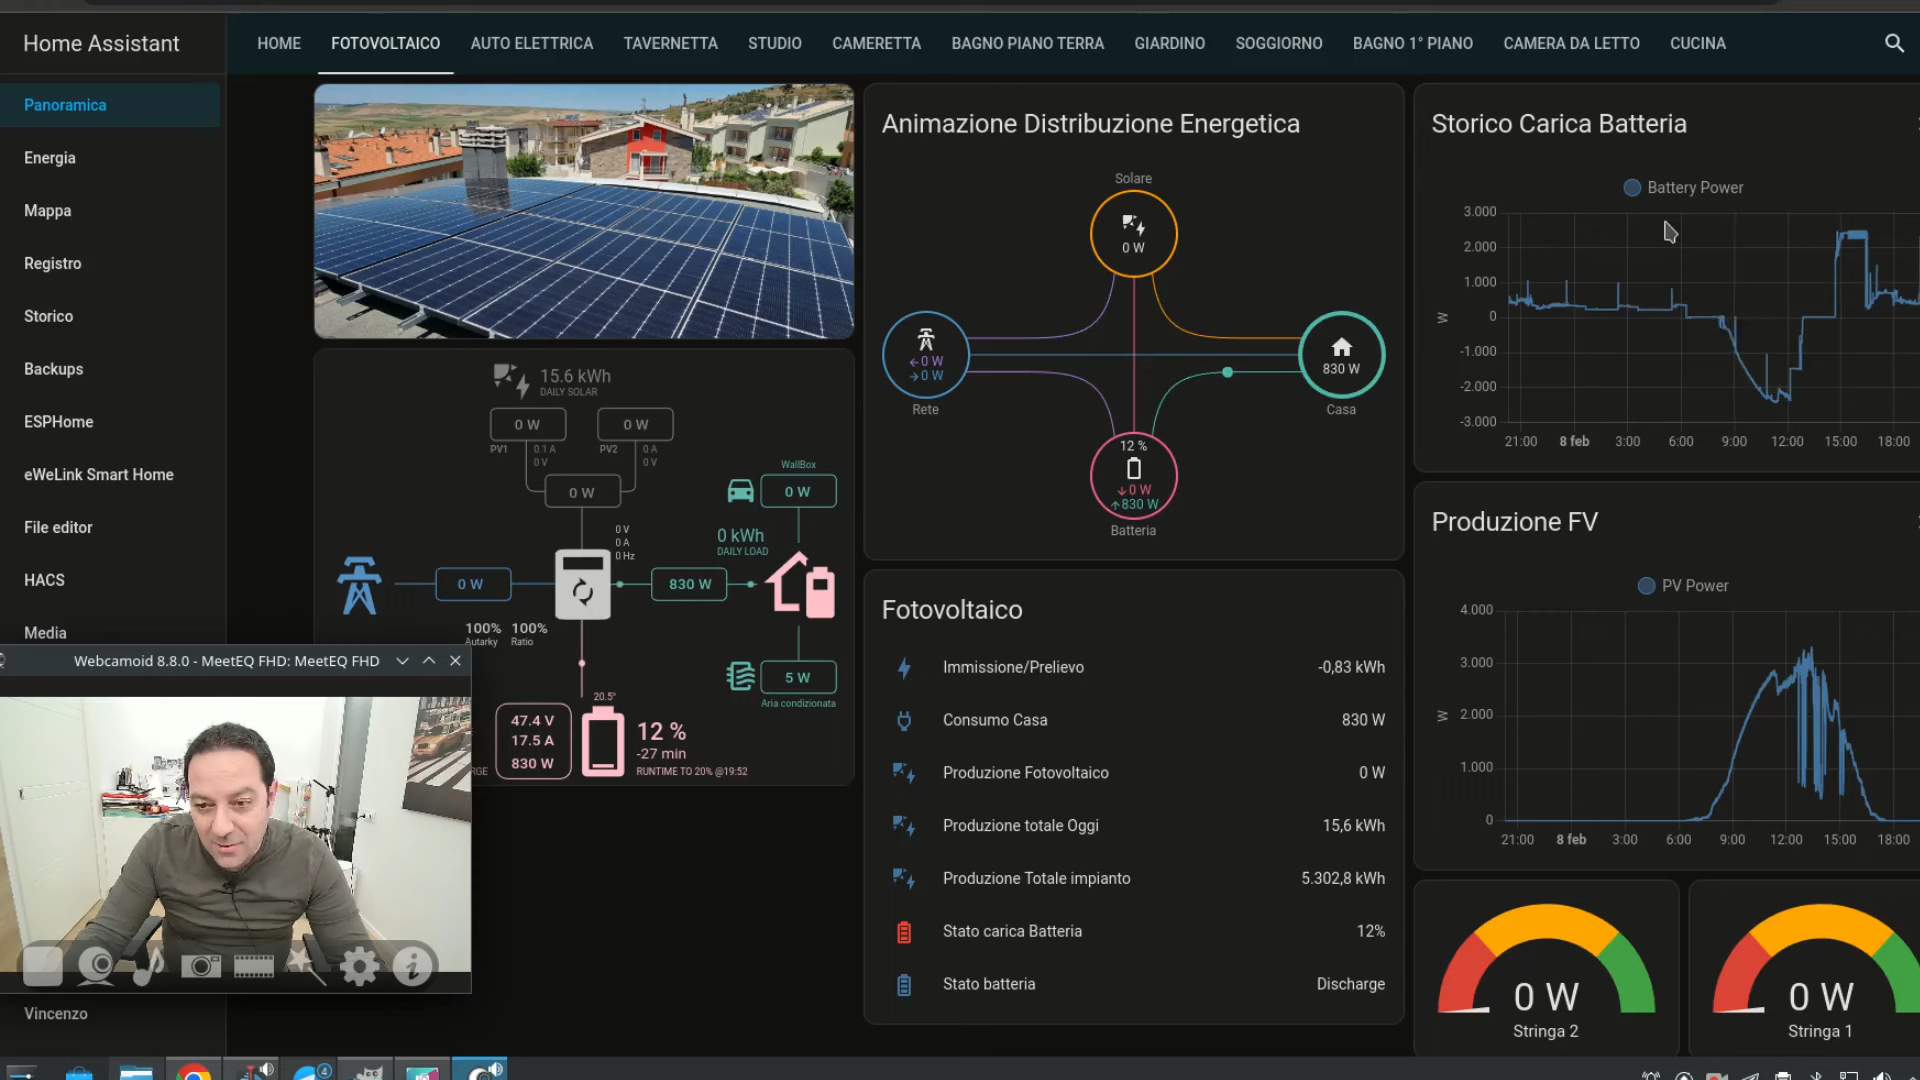 Home Assistant
HOME
FOTOVOLTAICO
AUTO ELETTRICA
TAVERNETTA
STUDIO
CAMERETTA
BAGNO PIANO TERRA
GIARDINO
SOGGIORNO
BAGNO 1° PIANO
CAMERA DA LETTO
CUCINA
Panoramica
Energia
Mappa
Registro
Storico
Backups
ESPHome
eWeLink Smart Home
File editor
HACS
Media
Vincenzo
Webcamoid 8.8.0 - MeetEQ FHD: MeetEQ FHD
15.6 kWh
DAILY SOLAR
0 W
0 W
PV1
0.1 A
0 V
PV2
0 A
0 V
0 W
WallBox
0 W
0 V
0 A
0 Hz
0 kWh
DAILY LOAD
0 W
830 W
100%
Autarky
100%
Ratio
5 W
Aria condizionata
20.5°
47.4 V
17.5 A
830 W
RGE
12 %
-27 min
RUNTIME TO 20% @19:52
Animazione Distribuzione Energetica
Solare
0 W
←0 W
→0 W
Rete
830 W
Casa
12 %
↓0 W
↑830 W
Batteria
Fotovoltaico
Immissione/Prelievo -0,83 kWh
Consumo Casa 830 W
Produzione Fotovoltaico 0 W
Produzione totale Oggi 15,6 kWh
Produzione Totale impianto 5.302,8 kWh
Stato carica Batteria 12%
Stato batteria Discharge
Storico Carica Batteria
Battery Power
3.000
2.000
1.000
0
-1.000
-2.000
-3.000
W
21:00 8 feb 3:00 6:00 9:00 12:00 15:00 18:00
Produzione FV
PV Power
4.000
3.000
2.000
1.000
0
W
21:00 8 feb 3:00 6:00 9:00 12:00 15:00 18:00
0 W
Stringa 2
0 W
Stringa 1
4